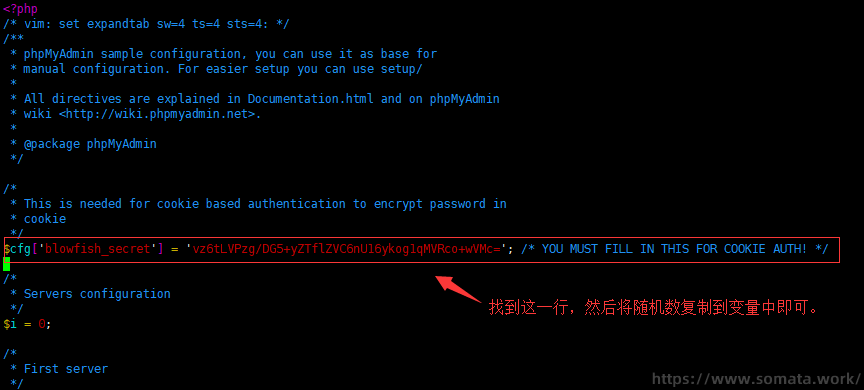 <?php
/* vim: set expandtab sw=4 ts=4 sts=4: */
/**
 * phpMyAdmin sample configuration, you can use it as base for
 * manual configuration. For easier setup you can use setup/
 *
 * All directives are explained in Documentation.html and on phpMyAdmin
 * wiki <http://wiki.phpmyadmin.net>.
 *
 * @package phpMyAdmin
 */
/*
 * This is needed for cookie based authentication to encrypt password in
 * cookie
 */
$cfg['blowfish_secret'] = 'vz6tLVPzg/DG5+yZTflZVC6nU16ykog1qMVRco+wVMc='; /* YOU MUST FILL IN THIS FOR COOKIE AUTH! */
/*
 * Servers configuration
 */
找到这一行，然后将随机数复制到变量中即可。
$i = 0;
/*
 * First server
 */
https://www.somata.work/